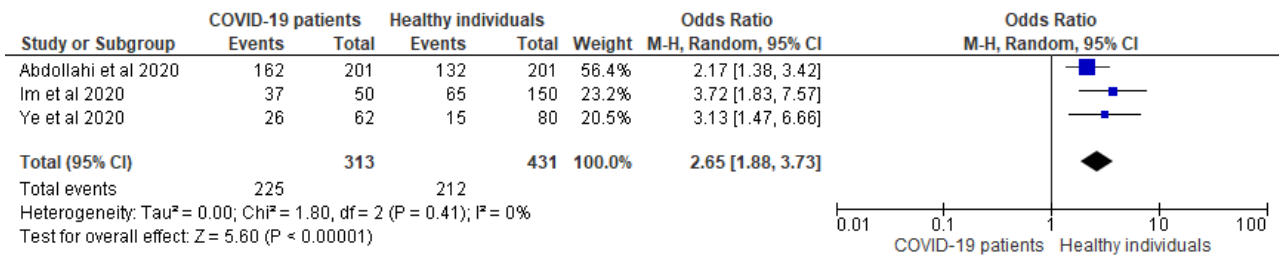 COVID-19 patients Healthy individuals Odds Ratio Odds Ratio
Study or Subgroup Events Total Events Total Weight M-H, Random, 95% CI M-H, Random, 95% CI
Abdollahi et al 2020 162 201 132 201 56.4% 2.17 [1.38, 3.42]
Im et al 2020 37 50 65 150 23.2% 3.72 [1.83, 7.57]
Ye et al 2020 26 62 15 80 20.5% 3.13 [1.47, 6.66]
Total (95% CI) 313 431 100.0% 2.65 [1.88, 3.73]
Total events 225 212
Heterogeneity: Tau² = 0.00; Chi² = 1.80, df = 2 (P = 0.41); I² = 0%
Test for overall effect: Z = 5.60 (P < 0.00001)
0.01 0.1 1 10 100
COVID-19 patients Healthy individuals